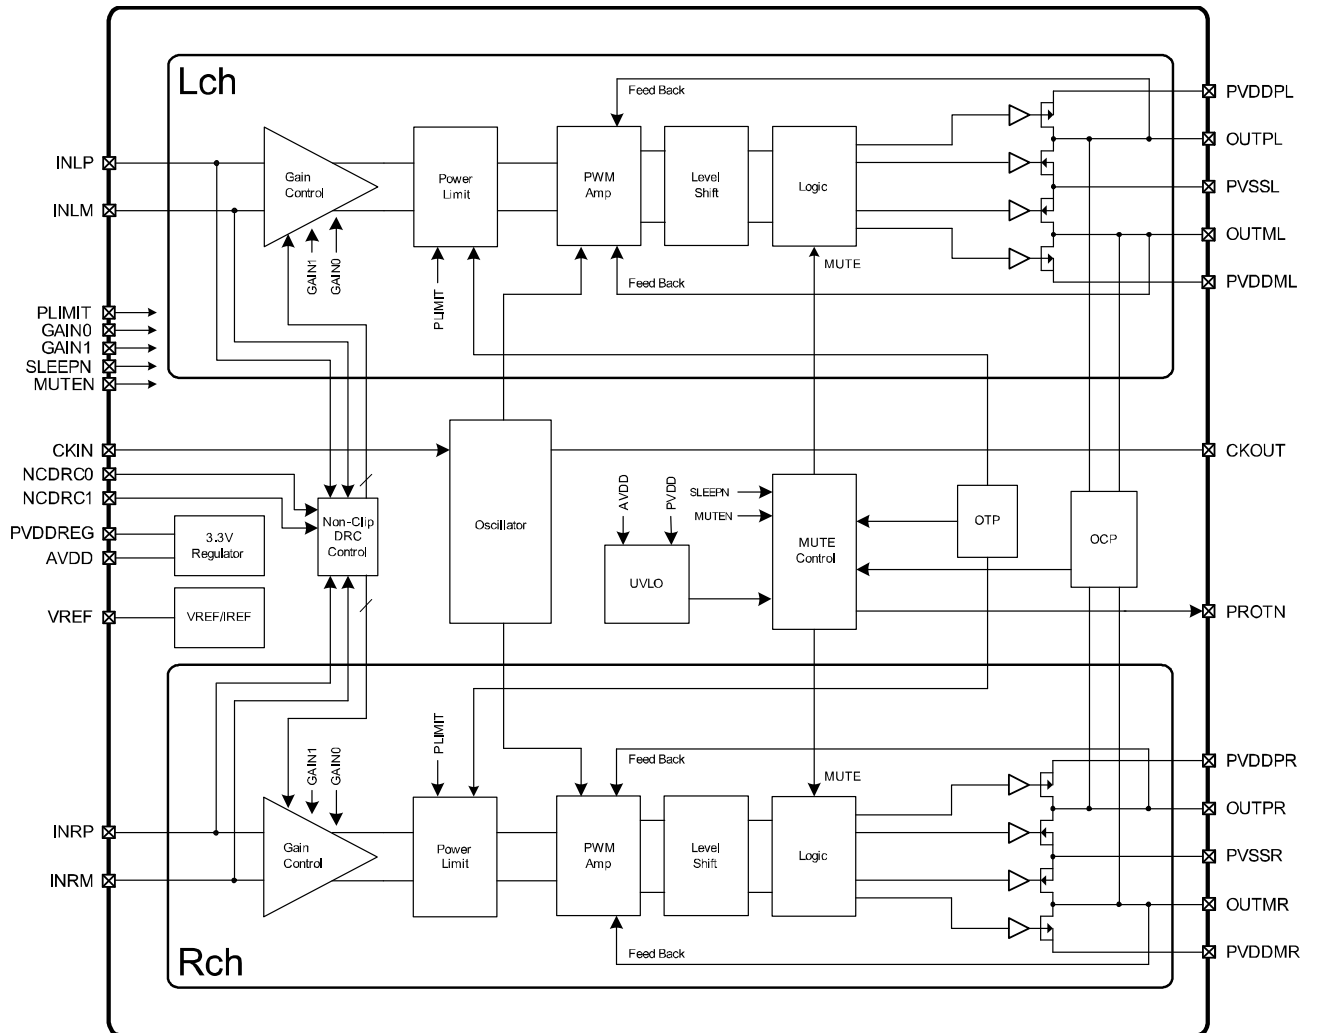 Lch
Feed Back
PVDDPL
OUTPL
INLP
Gain
Control
Power
Limit
PWM
Amp
Level
Shift
Logic
PVSSL
INLM
GAIN1
GAIN0
PLIMIT
Feed Back
MUTE
OUTML
PVDDML
PLIMIT
GAIN0
GAIN1
SLEEPN
MUTEN
CKIN
CKOUT
NCDRC0
NCDRC1
PVDDREG
AVDD
3.3V
Regulator
Non-Clip
DRC
Control
Oscillator
AVDD
PVDD
SLEEPN
MUTEN
MUTE
Control
OTP
OCP
UVLO
VREF
VREF/IREF
PROTN
GAIN1
GAIN0
PLIMIT
Feed Back
MUTE
PVDDPR
OUTPR
INRP
Gain
Control
Power
Limit
PWM
Amp
Level
Shift
Logic
PVSSR
INRM
OUTMR
Rch
Feed Back
PVDDMR